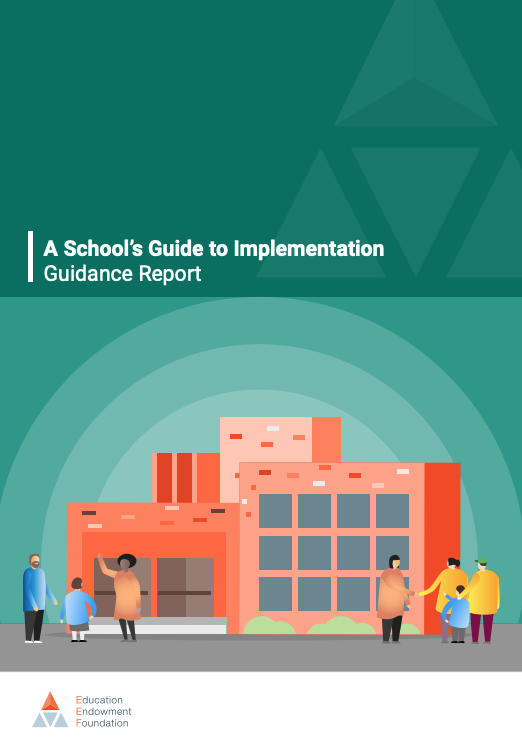 A School’s Guide to Implementation
Guidance Report
Education
Endowment
Foundation